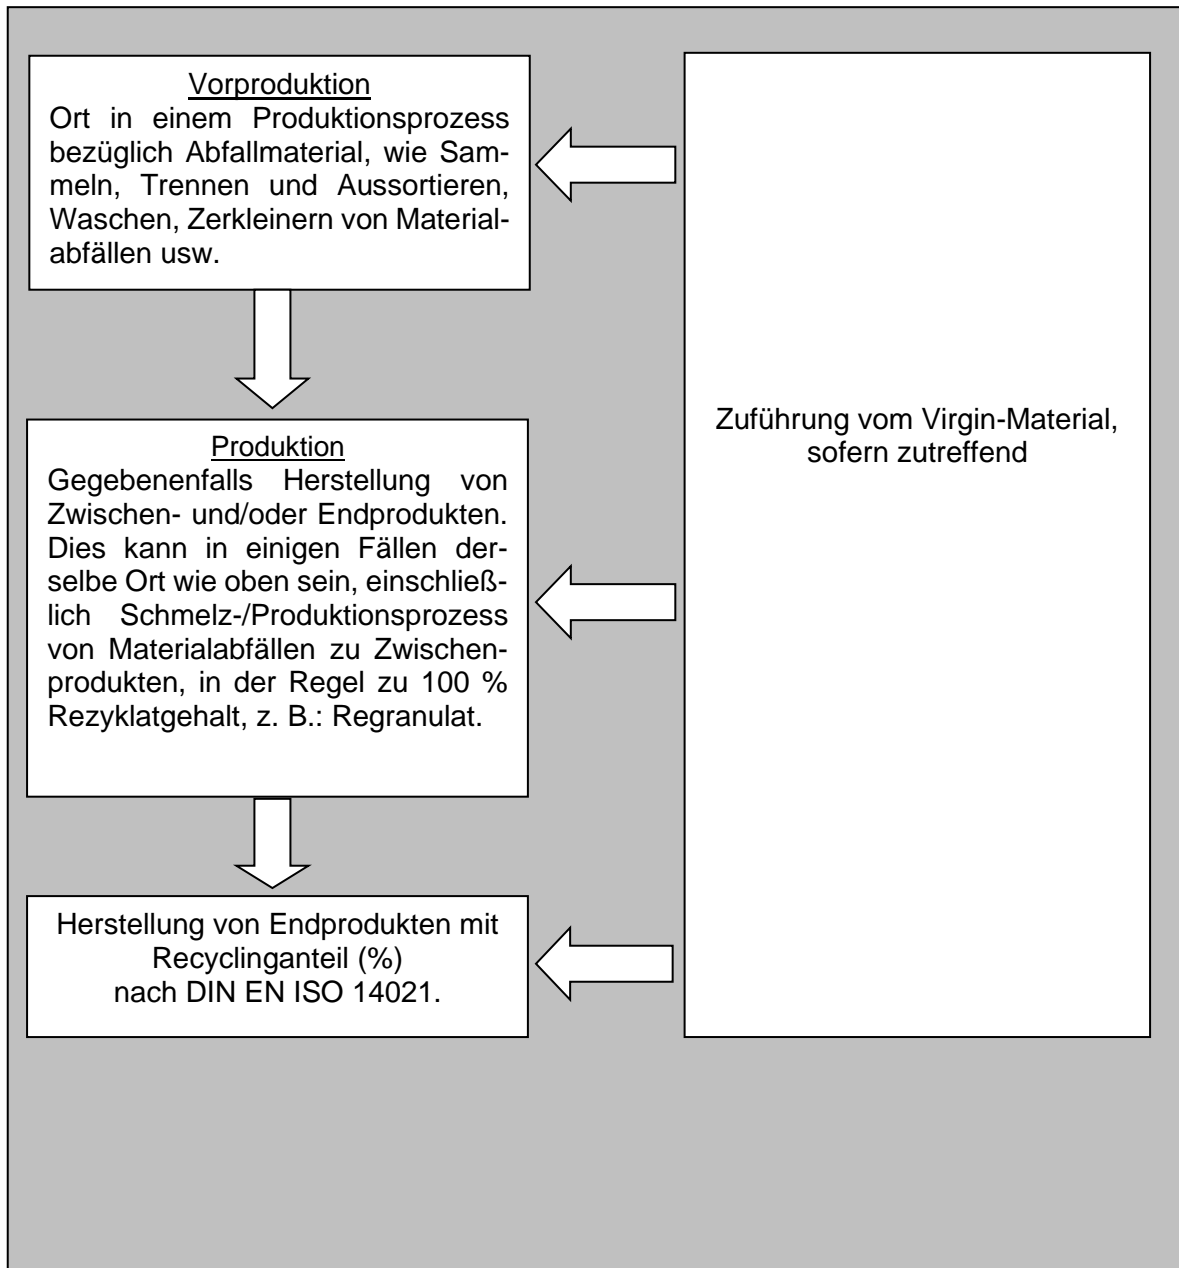 Vorproduktion
Ort in einem Produktionsprozess
bezüglich Abfallmaterial, wie Sam-
meln, Trennen und Aussortieren,
Waschen, Zerkleinern von Material-
abfällen usw.
Produktion
Gegebenenfalls Herstellung von
Zwischen- und/oder Endprodukten.
Dies kann in einigen Fällen der-
selbe Ort wie oben sein, einschließ-
lich Schmelz-/Produktionsprozess
von Materialabfällen zu Zwischen-
produkten, in der Regel zu 100 %
Rezyklatgehalt, z. B.: Regranulat.
Herstellung von Endprodukten mit
Recyclinganteil (%)
nach DIN EN ISO 14021.
Zuführung vom Virgin-Material,
sofern zutreffend